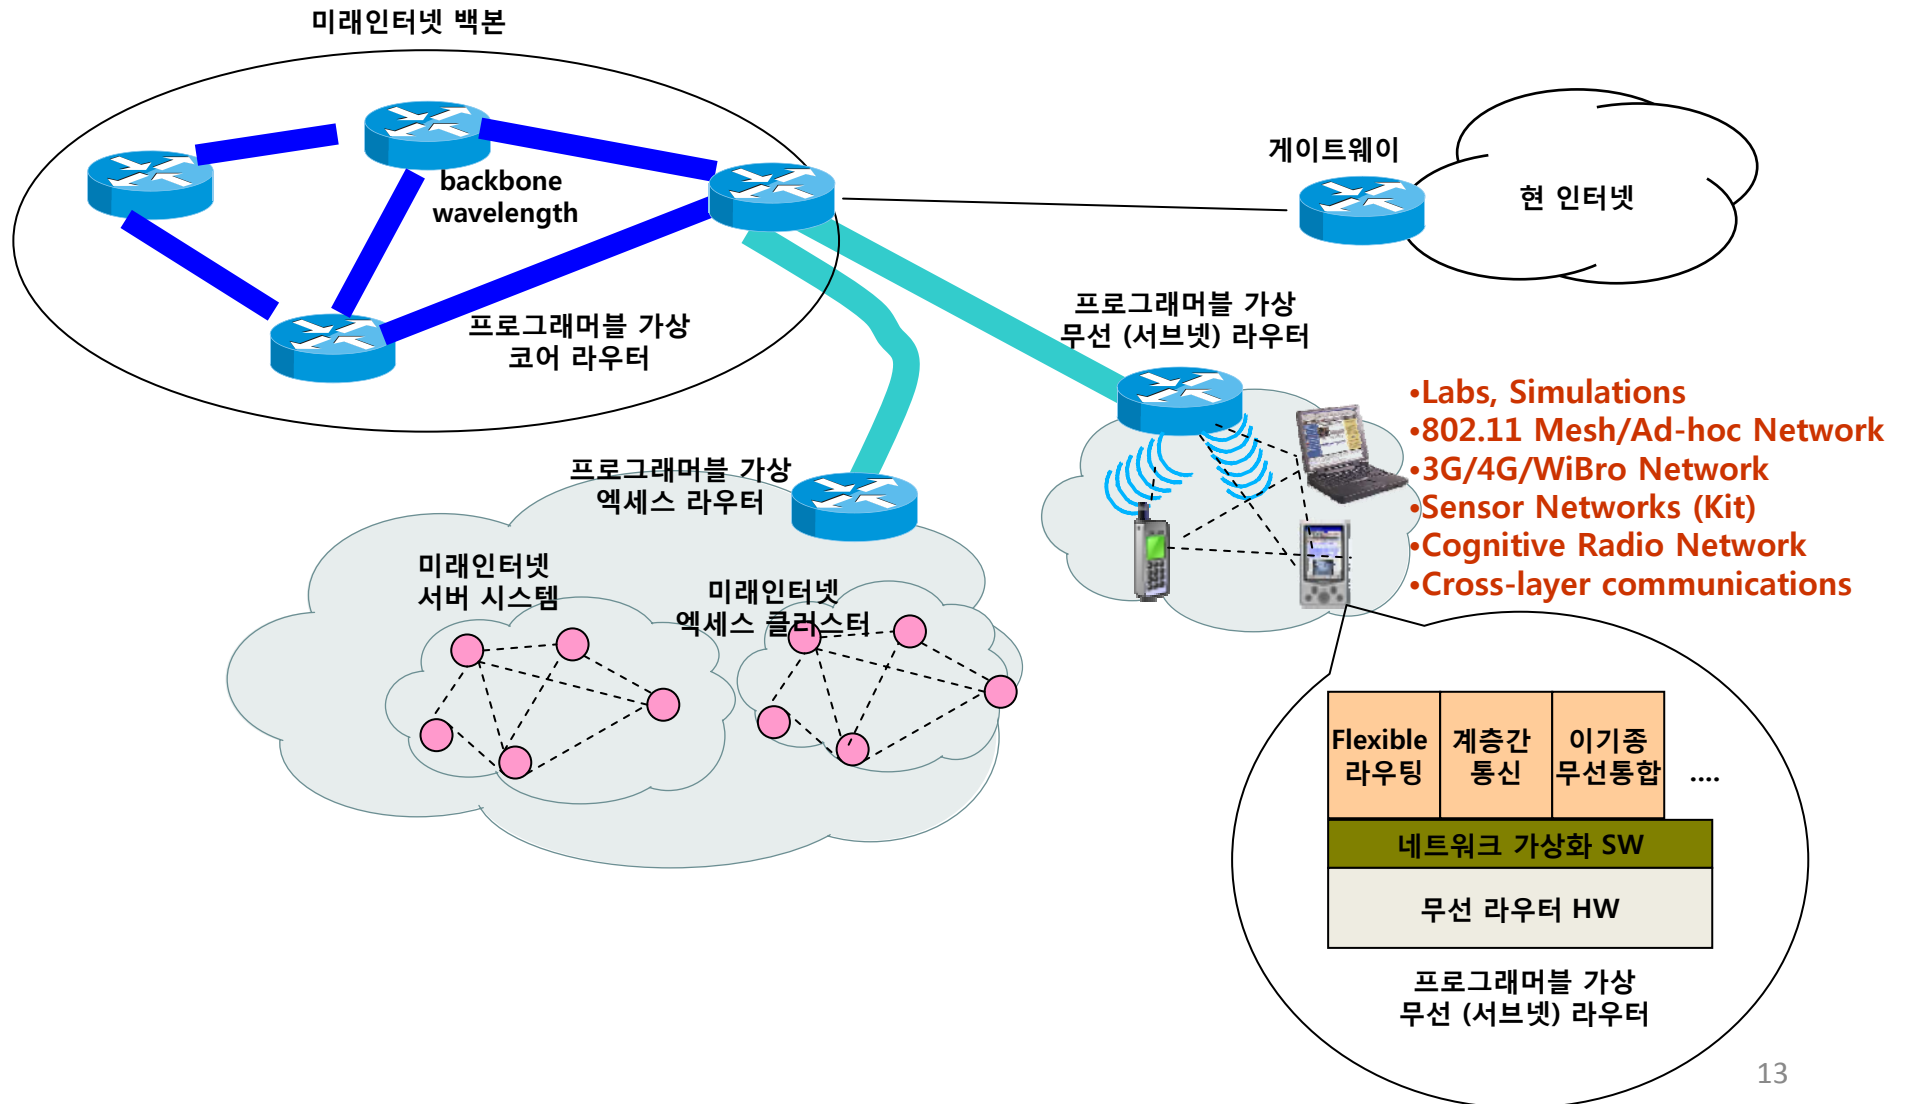 미래인터넷 백본
backbone
wavelength
프로그래머블 가상
코어 라우터
게이트웨이
현 인터넷
프로그래머블 가상
무선 (서브넷) 라우터
•Labs, Simulations
•802.11 Mesh/Ad-hoc Network
•3G/4G/WiBro Network
•Sensor Networks (Kit)
•Cognitive Radio Network
•Cross-layer communications
프로그래머블 가상
엑세스 라우터
미래인터넷
서버 시스템
미래인터넷
엑세스 클러스터
Flexible
라우팅
계층간
통신
이기종
무선통합
....
네트워크 가상화 SW
무선 라우터 HW
프로그래머블 가상
무선 (서브넷) 라우터
13